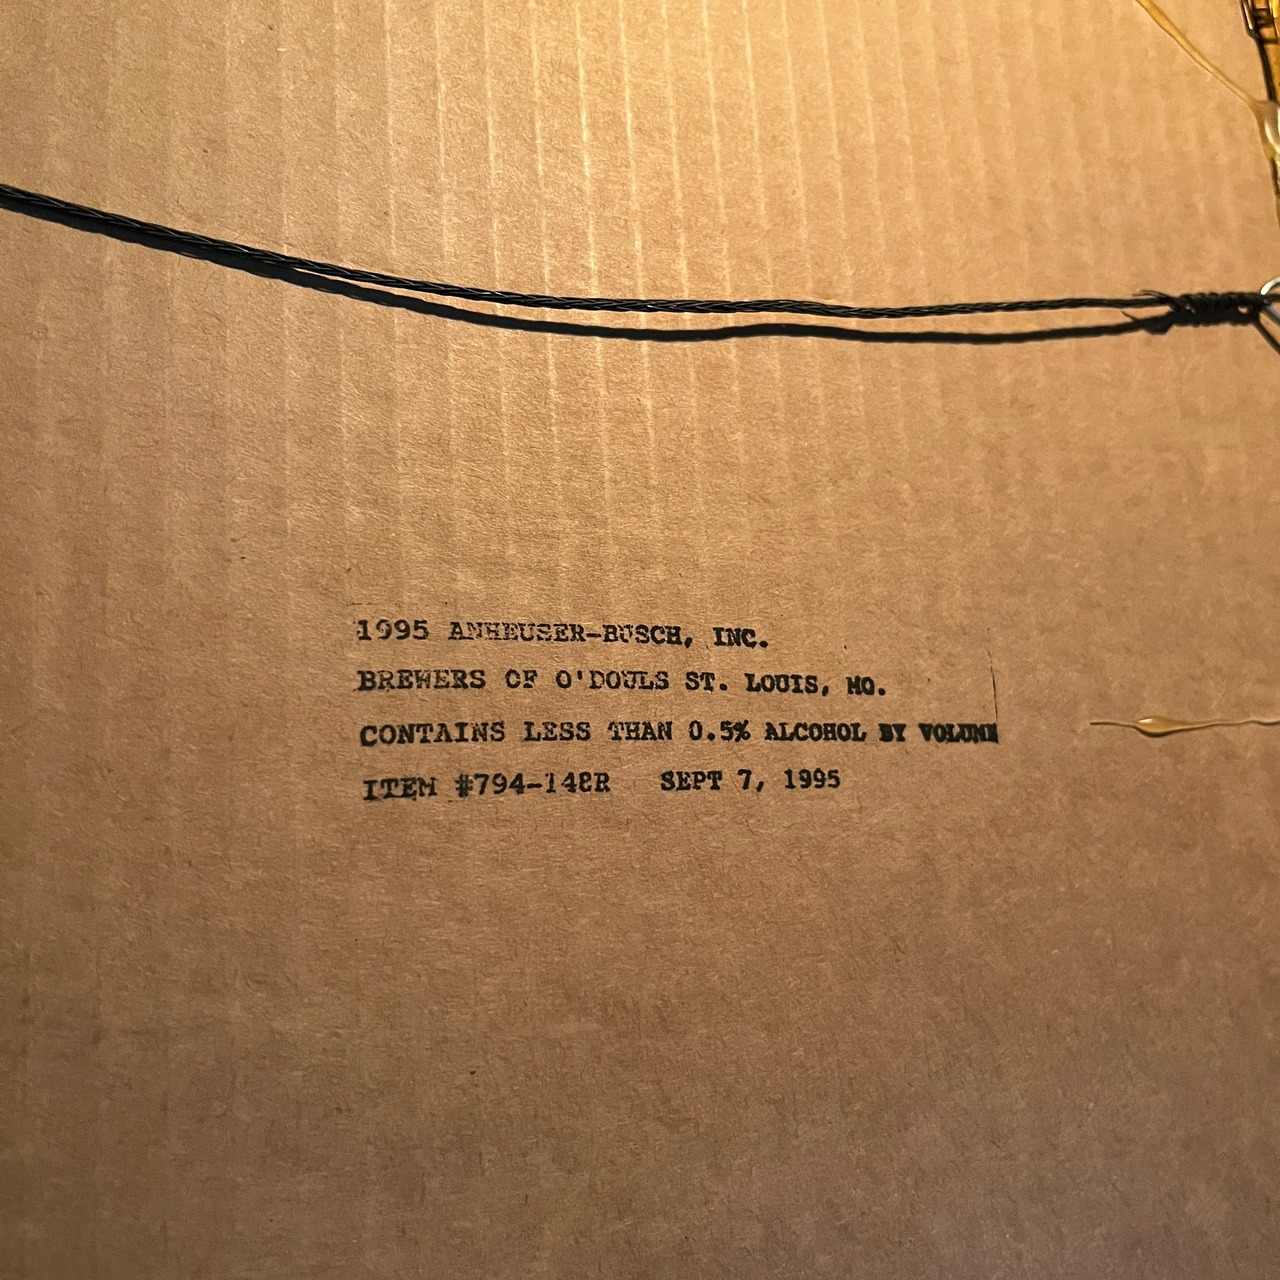 1995 ANHEUSER-BUSCH, INC.
BREWERS OF O'DOULS ST. LOUIS, MO.
CONTAINS LESS THAN 0.5% ALCOHOL BY VOLUME
ITEM #794-148R SEPT 7, 1995